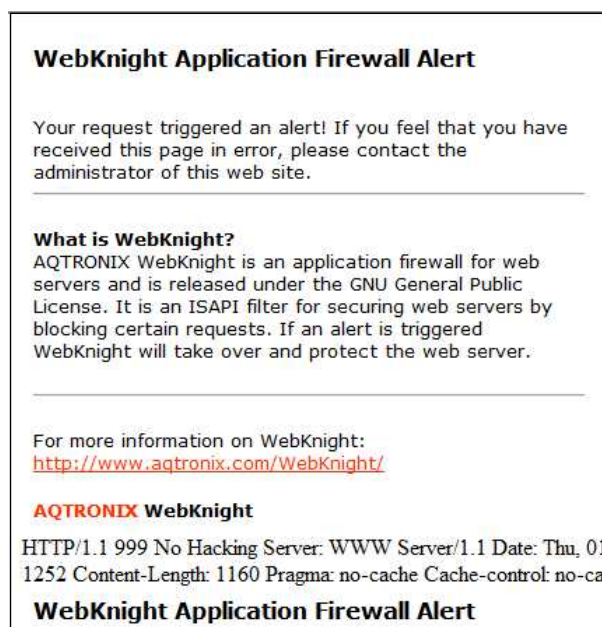 WebKnight Application Firewall Alert
Your request triggered an alert! If you feel that you have
received this page in error, please contact the
administrator of this web site.
What is WebKnight?
AQTRONIX WebKnight is an application firewall for web
servers and is released under the GNU General Public
License. It is an ISAPI filter for securing web servers by
blocking certain requests. If an alert is triggered
WebKnight will take over and protect the web server.
For more information on WebKnight:
http://www.aqtronix.com/WebKnight/
AQTRONIX WebKnight
HTTP/1.1 999 No Hacking Server: WWW Server/1.1 Date: Thu, 01
1252 Content-Length: 1160 Pragma: no-cache Cache-control: no-ca
WebKnight Application Firewall Alert